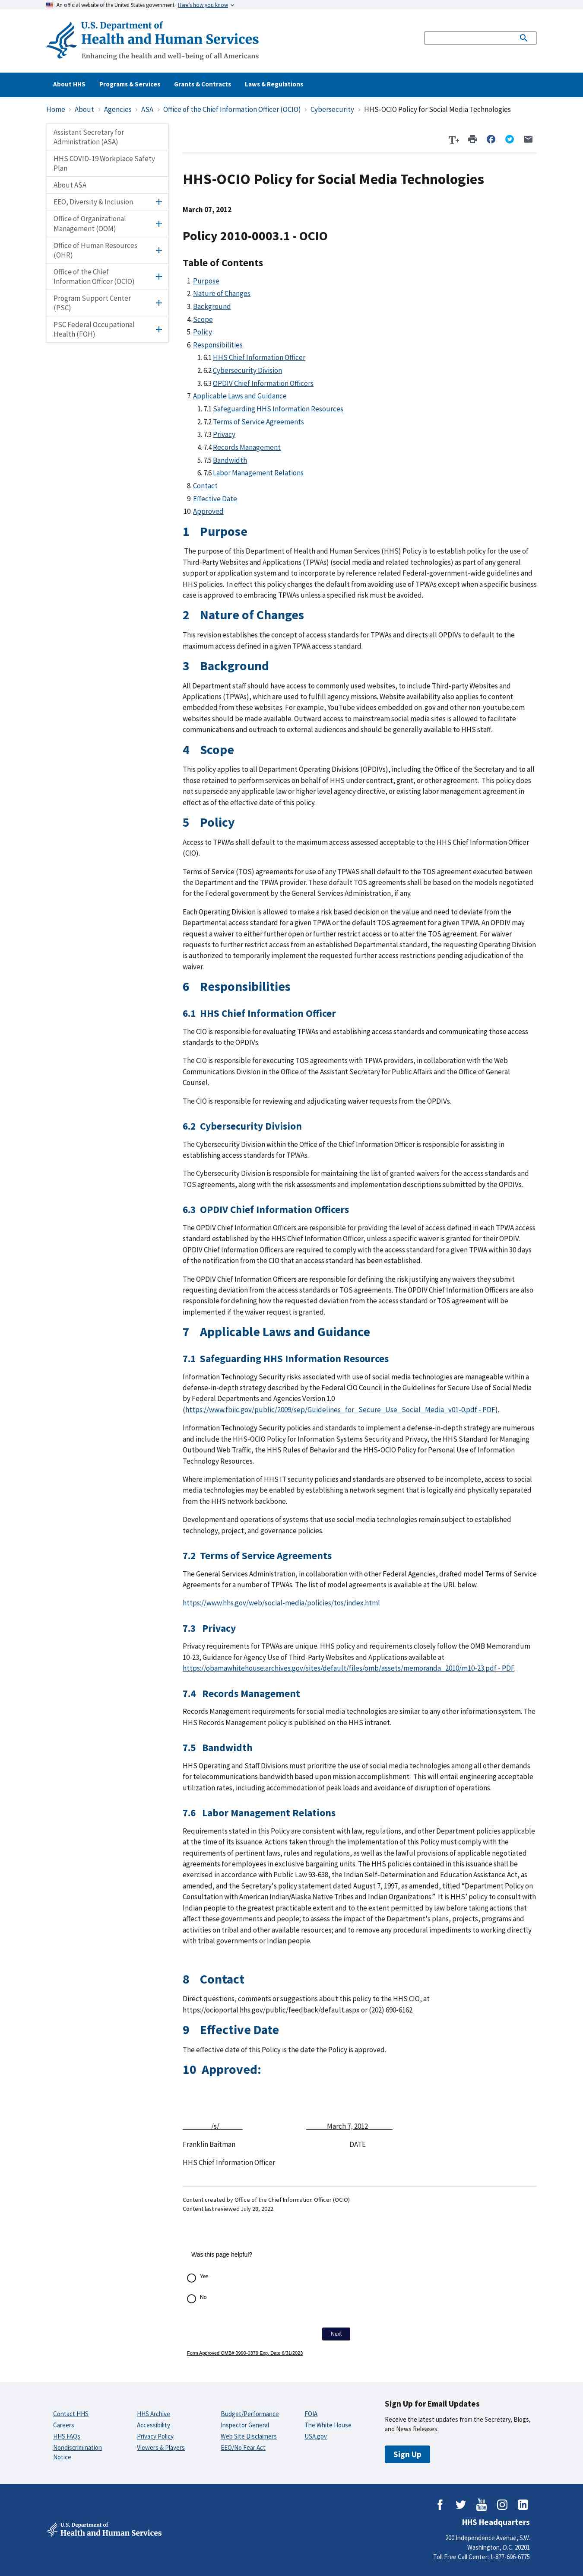 An official website of the United States government Here's how you know
U.S. Department of
Health and Human Services
Enhancing the health and well-being of all Americans
About HHS Programs & Services Grants & Contracts Laws & Regulations
Home › About › Agencies › ASA › Office of the Chief Information Officer (OCIO) › Cybersecurity › HHS-OCIO Policy for Social Media Technologies
Assistant Secretary for
Administration (ASA)
HHS COVID-19 Workplace Safety
Plan
About ASA
EEO, Diversity & Inclusion
Office of Organizational
Management (OOM)
Office of Human Resources
(OHR)
Office of the Chief
Information Officer (OCIO)
Program Support Center
(PSC)
PSC Federal Occupational
Health (FOH)
T+
HHS-OCIO Policy for Social Media Technologies
March 07, 2012
Policy 2010-0003.1 - OCIO
Table of Contents
1. Purpose
2. Nature of Changes
3. Background
4. Scope
5. Policy
6. Responsibilities
1. 6.1 HHS Chief Information Officer
2. 6.2 Cybersecurity Division
3. 6.3 OPDIV Chief Information Officers
7. Applicable Laws and Guidance
1. 7.1 Safeguarding HHS Information Resources
2. 7.2 Terms of Service Agreements
3. 7.3 Privacy
4. 7.4 Records Management
5. 7.5 Bandwidth
6. 7.6 Labor Management Relations
8. Contact
9. Effective Date
10. Approved
1 Purpose
The purpose of this Department of Health and Human Services (HHS) Policy is to establish policy for the use of
Third-Party Websites and Applications (TPWAs) (social media and related technologies) as part of any general
support or application system and to incorporate by reference related Federal-government-wide guidelines and
HHS policies. In effect this policy changes the default from avoiding use of TPWAs except when a specific business
case is approved to embracing TPWAs unless a specified risk must be avoided.
2 Nature of Changes
This revision establishes the concept of access standards for TPWAs and directs all OPDIVs to default to the
maximum access defined in a given TPWA access standard.
3 Background
All Department staff should have access to commonly used websites, to include Third-party Websites and
Applications (TPWA), which are used to fulfill agency missions. Website availability also applies to content
embedded from these websites. For example, YouTube videos embedded on .gov and other non-youtube.com
websites should be made available. Outward access to mainstream social media sites is allowed to facilitate
communications and outreach to external audiences and should be generally available to HHS staff.
4 Scope
This policy applies to all Department Operating Divisions (OPDIVs), including the Office of the Secretary and to all
those retained to perform services on behalf of HHS under contract, grant, or other agreement. This policy does not
supersede any applicable law or higher level agency directive, or existing labor management agreement in
effect as of the effective date of this policy.
5 Policy
Access to TPWAs shall default to the maximum access assessed acceptable to the HHS Chief Information Officer
(CIO).
Terms of Service (TOS) agreements for use of any TPWAS shall default to the TOS agreement executed between
the Department and the TPWA provider. These default TOS agreements shall be based on the models negotiated
for the Federal government by the General Services Administration, if any.
Each Operating Division is allowed to make a risk based decision on the value and necessity to deviate from the
Departmental access standard for a given TPWA or the default TOS agreement for a given TPWA. An OPDIV may
request a waiver to either further open or further restrict access or to alter the TOS agreement. For waiver
requests to further restrict access from an established Departmental standard, the requesting Operating Division
is authorized to implement the requested further access restrictions pending adjudication of the
waiver.
6 Responsibilities
6.1 HHS Chief Information Officer
The CIO is responsible for evaluating TPWAs and establishing access standards and communicating those access
standards to the OPDIVs.
The CIO is responsible for executing TOS agreements with TPWA providers, in collaboration with the Web
Communications Division in the Office of the Assistant Secretary for Public Affairs and the Office of General
Counsel.
The CIO is responsible for reviewing and adjudicating waiver requests from the OPDIVs.
6.2 Cybersecurity Division
The Cybersecurity Division within the Office of the Chief Information Officer is responsible for assisting in
establishing access standards for TPWAs.
The Cybersecurity Division is responsible for maintaining the list of granted waivers for the access standards and
TOS agreements, along with the risk assessments and implementation descriptions submitted by the OPDIVs.
6.3 OPDIV Chief Information Officers
The OPDIV Chief Information Officers are responsible for providing the level of access defined in each TPWA access
standard established by the HHS Chief Information Officer, unless a specific waiver is granted for their OPDIV.
OPDIV Chief Information Officers are required to comply with the access standard for a given TPWA within 30 days
of the notification from the CIO that an access standard has been established.
The OPDIV Chief Information Officers are responsible for defining the risk justifying any waivers they submit
requesting deviation from the access standards or TOS agreements. The OPDIV Chief Information Officers are also
responsible for defining how the requested deviation from the access standard or TOS agreement will be
implemented if the waiver request is granted.
7 Applicable Laws and Guidance
7.1 Safeguarding HHS Information Resources
Information Technology Security risks associated with use of social media technologies are manageable within a
defense-in-depth strategy described by the Federal CIO Council in the Guidelines for Secure Use of Social Media
by Federal Departments and Agencies Version 1.0
(https://www.fbiic.gov/public/2009/sep/Guidelines_for_Secure_Use_Social_Media_v01-0.pdf - PDF).
Information Technology Security policies and standards to implement a defense-in-depth strategy are numerous
and include the HHS-OCIO Policy for Information Systems Security and Privacy, the HHS Standard for Managing
Outbound Web Traffic, the HHS Rules of Behavior and the HHS-OCIO Policy for Personal Use of Information
Technology Resources.
Where implementation of HHS IT security policies and standards are observed to be incomplete, access to social
media technologies may be enabled by establishing a network segment that is logically and physically separated
from the HHS network backbone.
Development and operations of systems that use social media technologies remain subject to established
technology, project, and governance policies.
7.2 Terms of Service Agreements
The General Services Administration, in collaboration with other Federal Agencies, drafted model Terms of Service
Agreements for a number of TPWAs. The list of model agreements is available at the URL below.
https://www.hhs.gov/web/social-media/policies/tos/index.html
7.3 Privacy
Privacy requirements for TPWAs are unique. HHS policy and requirements closely follow the OMB Memorandum
10-23, Guidance for Agency Use of Third-Party Websites and Applications available at
https://obamawhitehouse.archives.gov/sites/default/files/omb/assets/memoranda_2010/m10-23.pdf - PDF.
7.4 Records Management
Records Management requirements for social media technologies are similar to any other information system. The
HHS Records Management policy is published on the HHS intranet.
7.5 Bandwidth
HHS Operating and Staff Divisions must prioritize the use of social media technologies among all other demands
for telecommunications bandwidth based upon mission accomplishment. This will entail engineering acceptable
utilization rates, including accommodation of peak loads and avoidance of disruption of operations.
7.6 Labor Management Relations
Requirements stated in this Policy are consistent with law, regulations, and other Department policies applicable
at the time of its issuance. Actions taken through the implementation of this Policy must comply with the
requirements of pertinent laws, rules and regulations, as well as the lawful provisions of applicable negotiated
agreements for employees in exclusive bargaining units. The HHS policies contained in this issuance shall be
exercised in accordance with Public Law 93-638, the Indian Self-Determination and Education Assistance Act, as
amended, and the Secretary's policy statement dated August 7, 1997, as amended, titled “Department Policy on
Consultation with American Indian/Alaska Native Tribes and Indian Organizations.” It is HHS’ policy to consult with
Indian people to the greatest practicable extent and to the extent permitted by law before taking actions that
affect these governments and people; to assess the impact of the Department's plans, projects, programs and
activities on tribal and other available resources; and to remove any procedural impediments to working directly
with tribal governments or Indian people.
8 Contact
Direct questions, comments or suggestions about this policy to the HHS CIO, at
https://ocioportal.hhs.gov/public/feedback/default.aspx or (202) 690-6162.
9 Effective Date
The effective date of this Policy is the date the Policy is approved.
10 Approved:
/s/ March 7, 2012
Franklin Baitman DATE
HHS Chief Information Officer
Content created by Office of the Chief Information Officer (OCIO)
Content last reviewed July 28, 2022
Was this page helpful?
Yes
No
Next
Form Approved OMB# 0990-0379 Exp. Date 8/31/2023
Contact HHS
Careers
HHS FAQs
Nondiscrimination
Notice
HHS Archive
Accessibility
Privacy Policy
Viewers & Players
Budget/Performance
Inspector General
Web Site Disclaimers
EEO/No Fear Act
FOIA
The White House
USA.gov
Sign Up for Email Updates
Receive the latest updates from the Secretary, Blogs,
and News Releases.
Sign Up
U.S. Department of
Health and Human Services
HHS Headquarters
200 Independence Avenue, S.W.
Washington, D.C. 20201
Toll Free Call Center: 1-877-696-6775